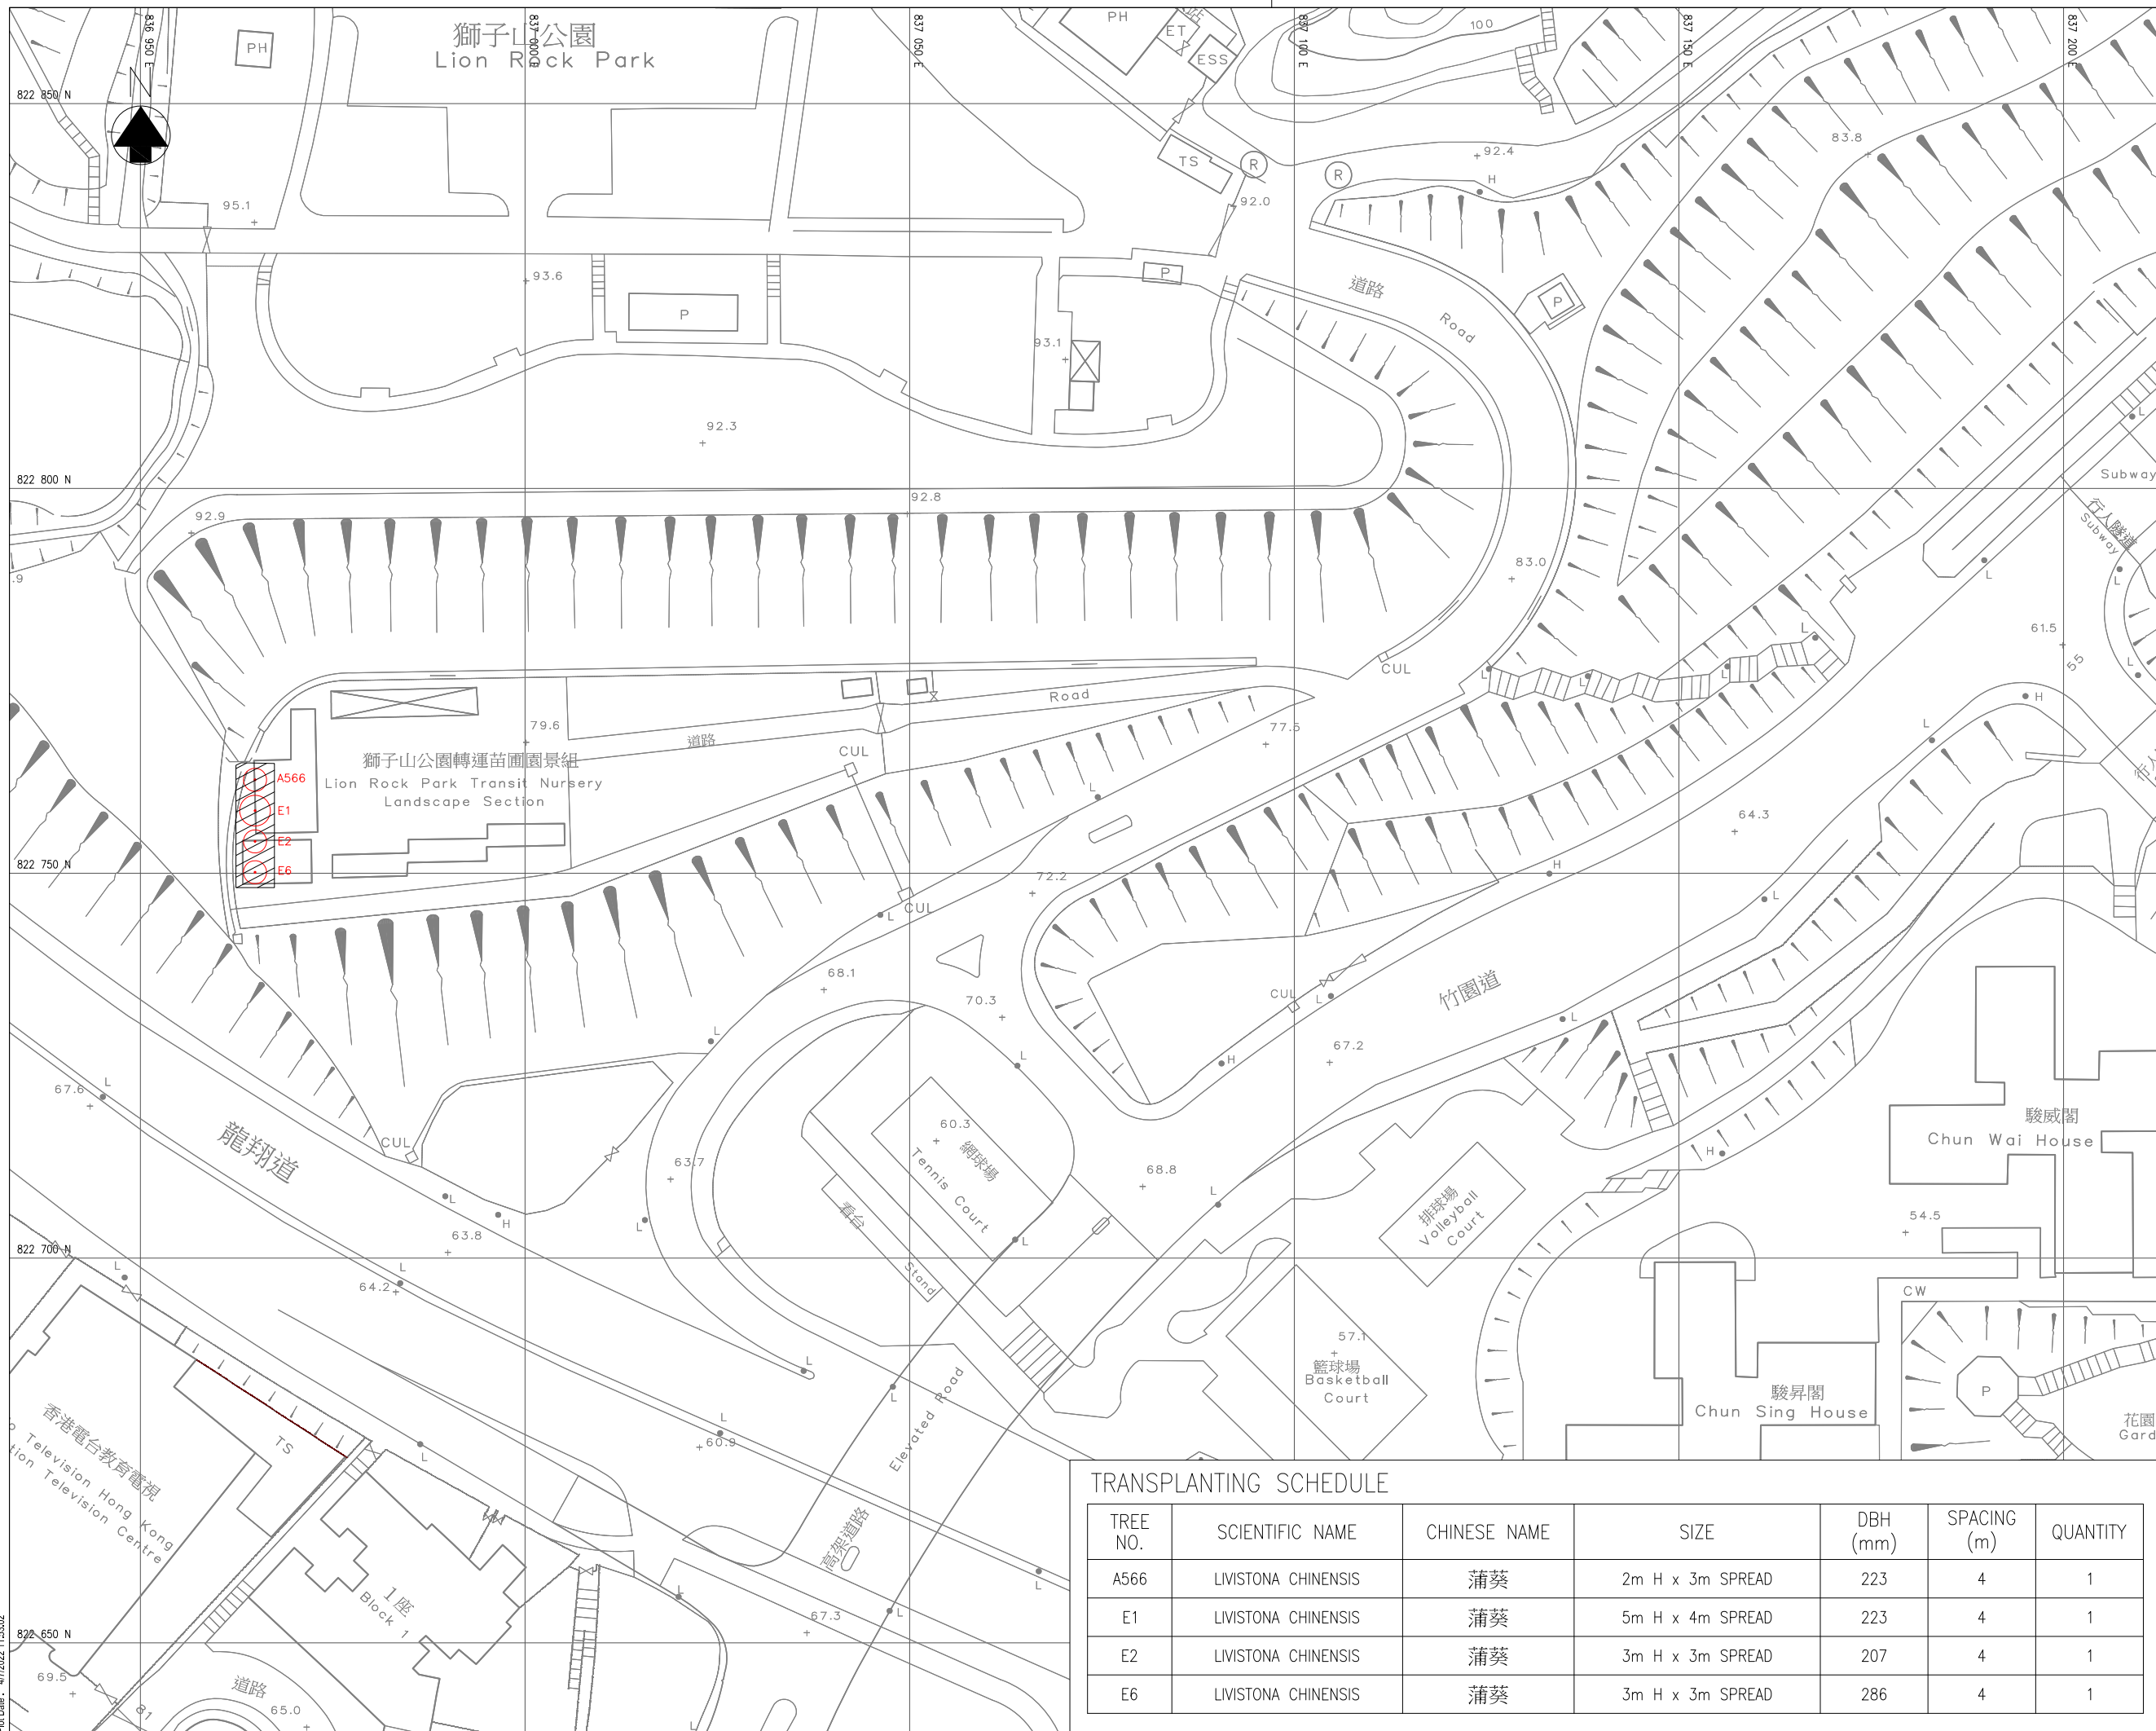 獅子山公園
Lion Rock Park
PH
PH
ET
ESS
TS
R
R
100
836 950 E
837 000 E
837 050 E
837 100 E
837 150 E
837 200 E
822 850 N
N
95.1
92.4
H
83.8
92.0
93.6
P
P
P
93.1
道路
Road
92.3
822 800 N
92.9
92.8
83.0
Subway
行人隧道
Subway
L
L
L
61.5
55
L
H
.9
CUL
L
L
L
L
79.6
獅子山公園轉運苗圃園景組
Lion Rock Park Transit Nursery
Landscape Section
道路
Road
CUL
77.5
A566
E1
E2
E6
64.3
822 750 N
72.2
L
CUL
L
H
L
L
68.1
70.3
CUL
L
竹園道
L
67.2
H
L
L
67.6
L
龍翔道
CUL
L
H
63.8
L
63.7
60.3
網球場
Tennis Court
看台
Stand
L
68.8
L
排球場
Volleyball
Court
H
駿威閣
Chun Wai House
54.5
822 700 N
L
64.2
L
57.1
籃球場
Basketball
Court
CW
駿昇閣
Chun Sing House
P
花園
Gard
L
L
L
60.9
Elevated Road
高架道路
香港電台教育電視
o Television Hong Kong
tion Television Centre
TS
L
1座
Block 1
L
L
L
67.3
822 650 N
69.5
81
道路
65.0
L
TRANSPLANTING SCHEDULE
TREE NO. SCIENTIFIC NAME CHINESE NAME SIZE DBH (mm) SPACING (m) QUANTITY
A566 LIVISTONA CHINENSIS 蒲葵 2m H x 3m SPREAD 223 4 1
E1 LIVISTONA CHINENSIS 蒲葵 5m H x 4m SPREAD 223 4 1
E2 LIVISTONA CHINENSIS 蒲葵 3m H x 3m SPREAD 207 4 1
E6 LIVISTONA CHINENSIS 蒲葵 3m H x 3m SPREAD 286 4 1